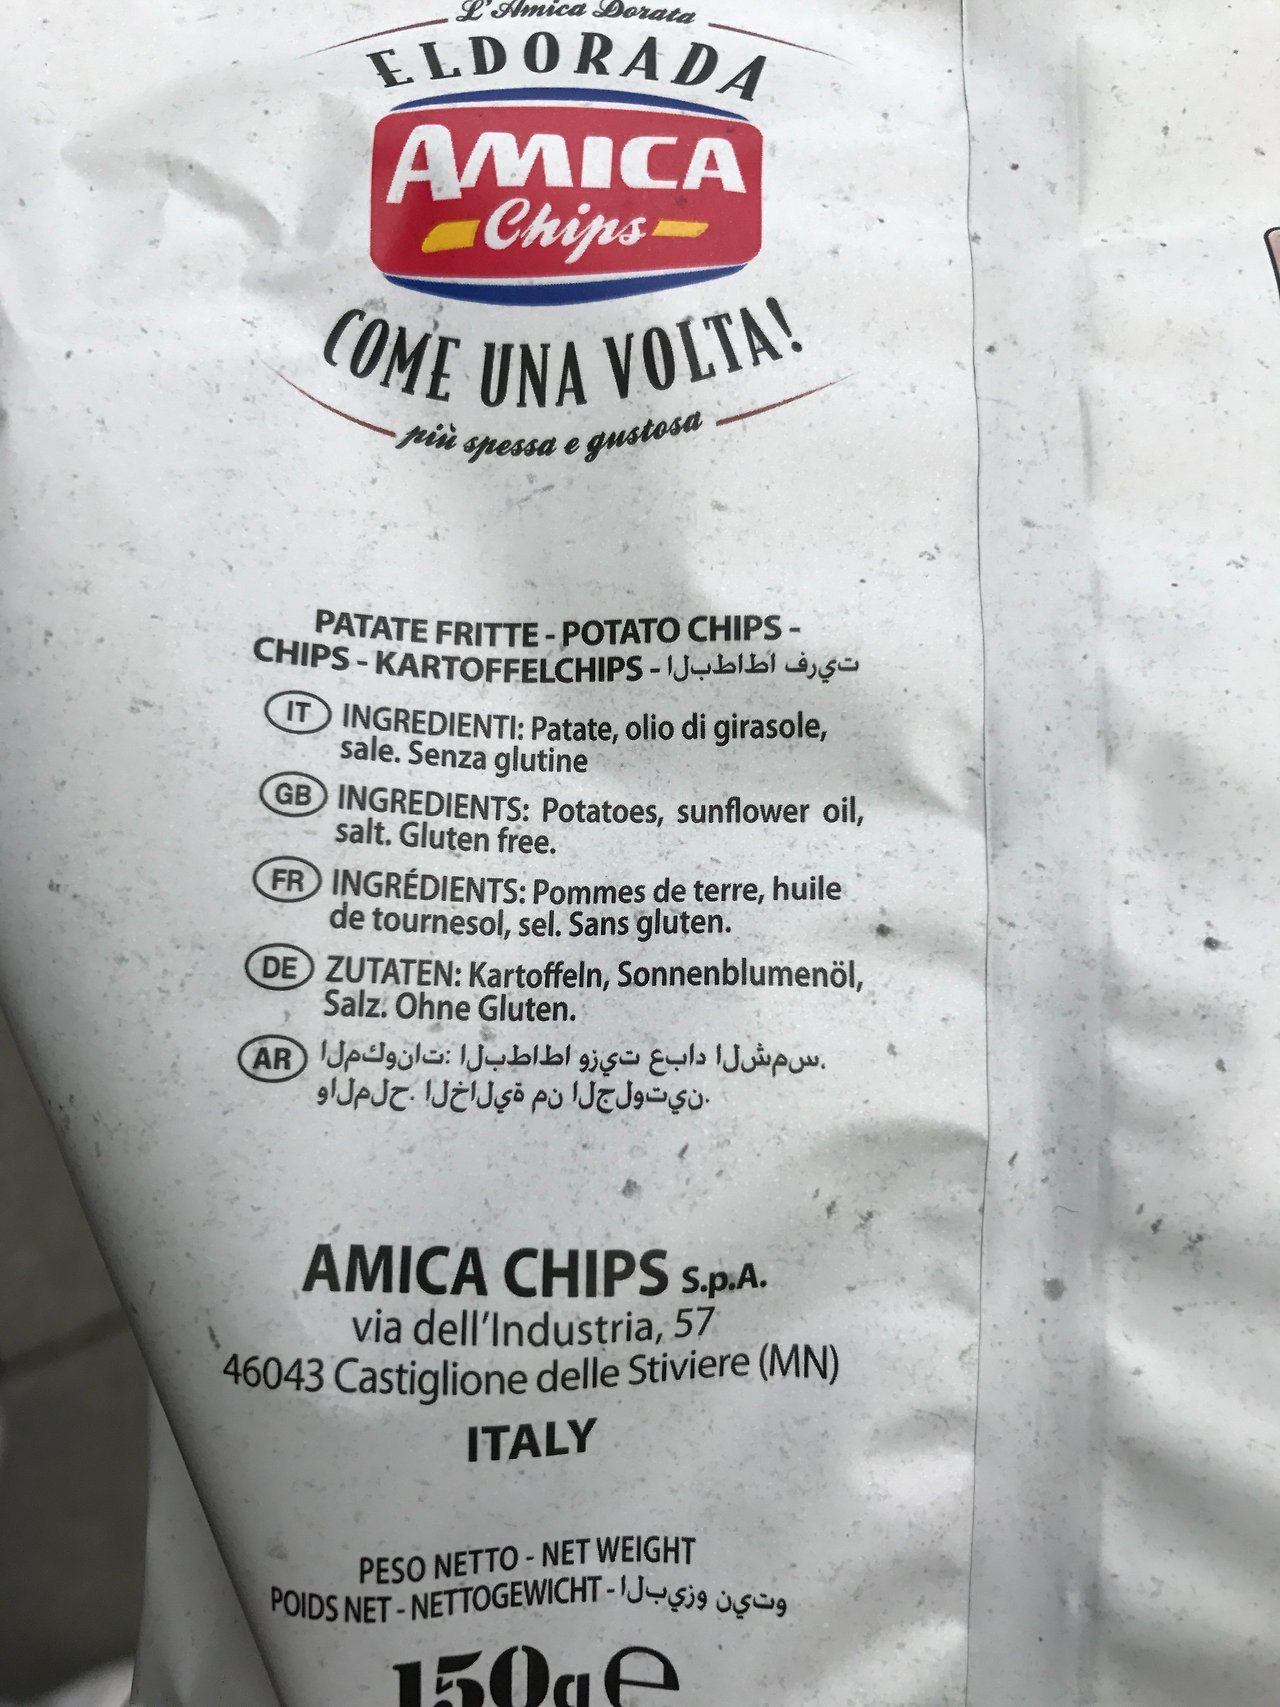 L'Amica Dorata
ELDORADA
AMICA
Chips
COME UNA VOLTA!
più spessa e gustosa
PATATE FRITTE - POTATO CHIPS -
CHIPS - KARTOFFELCHIPS - البطاطا فريت
IT INGREDIENTI: Patate, olio di girasole,
sale. Senza glutine
GB INGREDIENTS: Potatoes, sunflower oil,
salt. Gluten free.
FR INGRÉDIENTS: Pommes de terre, huile
de tournesol, sel. Sans gluten.
DE ZUTATEN: Kartoffeln, Sonnenblumenöl,
Salz. Ohne Gluten.
AR المكونات: البطاطا وزيت عباد الشمس.
والملح. الخالية من الجلوتين.
AMICA CHIPS S.p.A.
via dell'Industria, 57
46043 Castiglione delle Stiviere (MN)
ITALY
PESO NETTO - NET WEIGHT
POIDS NET - NETTOGEWICHT - البيزو نيتو
150g e